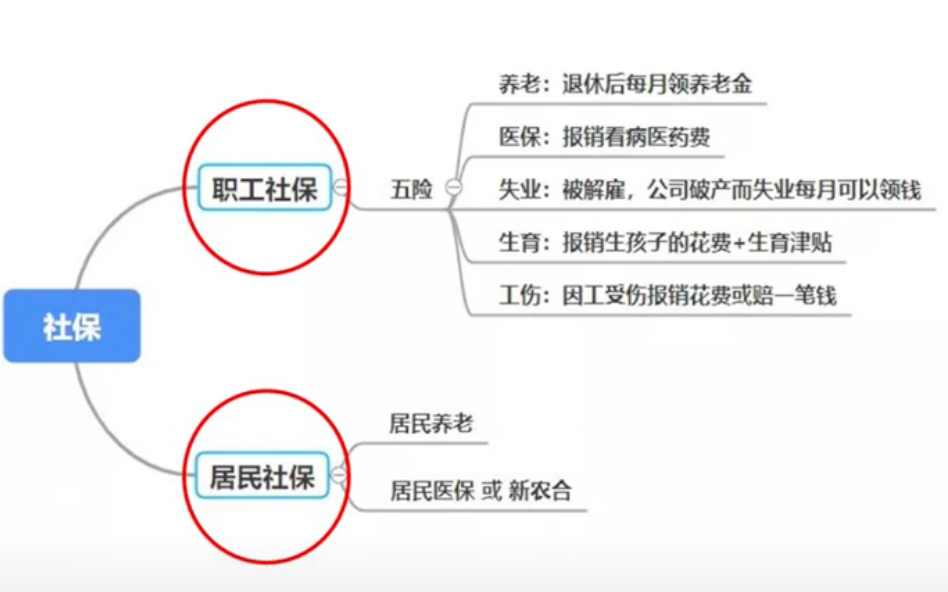 社保
职工社保
五险
养老：退休后每月领养老金
医保：报销看病医药费
失业：被解雇，公司破产而失业每月可以领钱
生育：报销生孩子的花费+生育津贴
工伤：因工受伤报销花费或赔一笔钱
居民社保
居民养老
居民医保 或 新农合